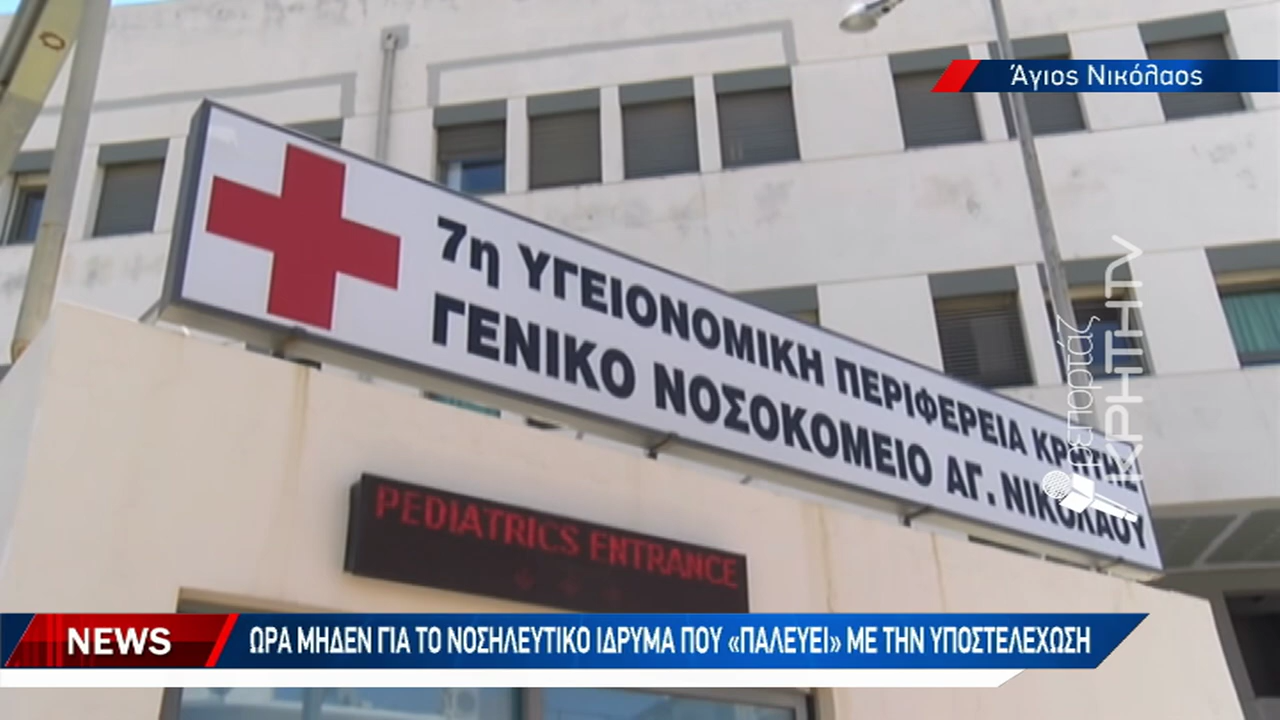 Άγιος Νικόλαος
7η ΥΓΕΙΟΝΟΜΙΚΗ ΠΕΡΙΦΕΡΕΙΑ ΚΡΗΤΗΣ
ΓΕΝΙΚΟ ΝΟΣΟΚΟΜΕΙΟ ΑΓ. ΝΙΚΟΛΑΟΥ
ρεπορτάζ
ΚΡΗΤΗ TV
PEDIATRICS ENTRANCE
NEWS
ΩΡΑ ΜΗΔΕΝ ΓΙΑ ΤΟ ΝΟΣΗΛΕΥΤΙΚΟ ΙΔΡΥΜΑ ΠΟΥ «ΠΑΛΕΥΕΙ» ΜΕ ΤΗΝ ΥΠΟΣΤΕΛΕΧΩΣΗ